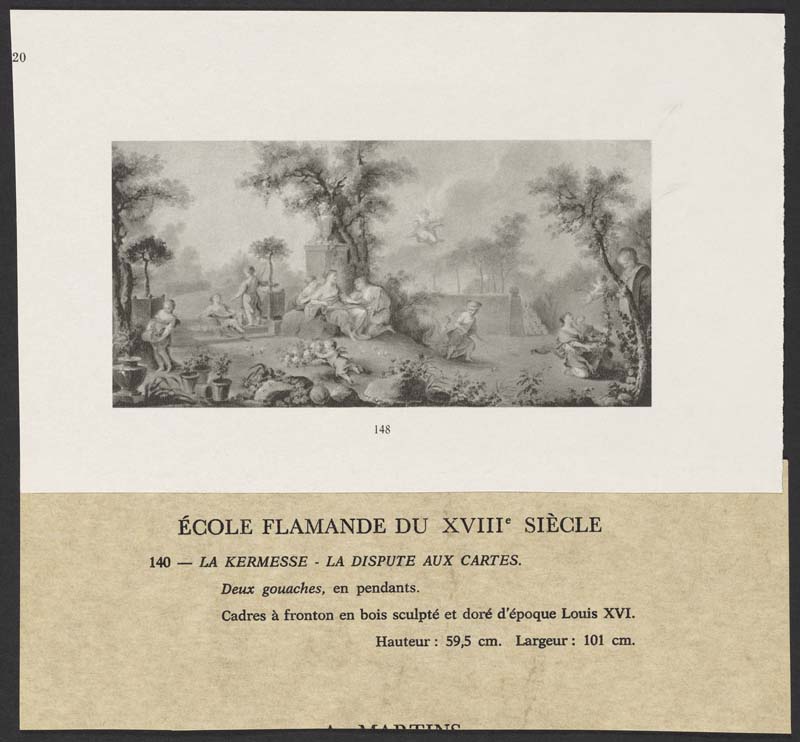 20
148
ÉCOLE FLAMANDE DU XVIIIe SIÈCLE
140 — LA KERMESSE - LA DISPUTE AUX CARTES.
Deux gouaches, en pendants.
Cadres à fronton en bois sculpté et doré d'époque Louis XVI.
Hauteur : 59,5 cm. Largeur : 101 cm.
A. MARTINS